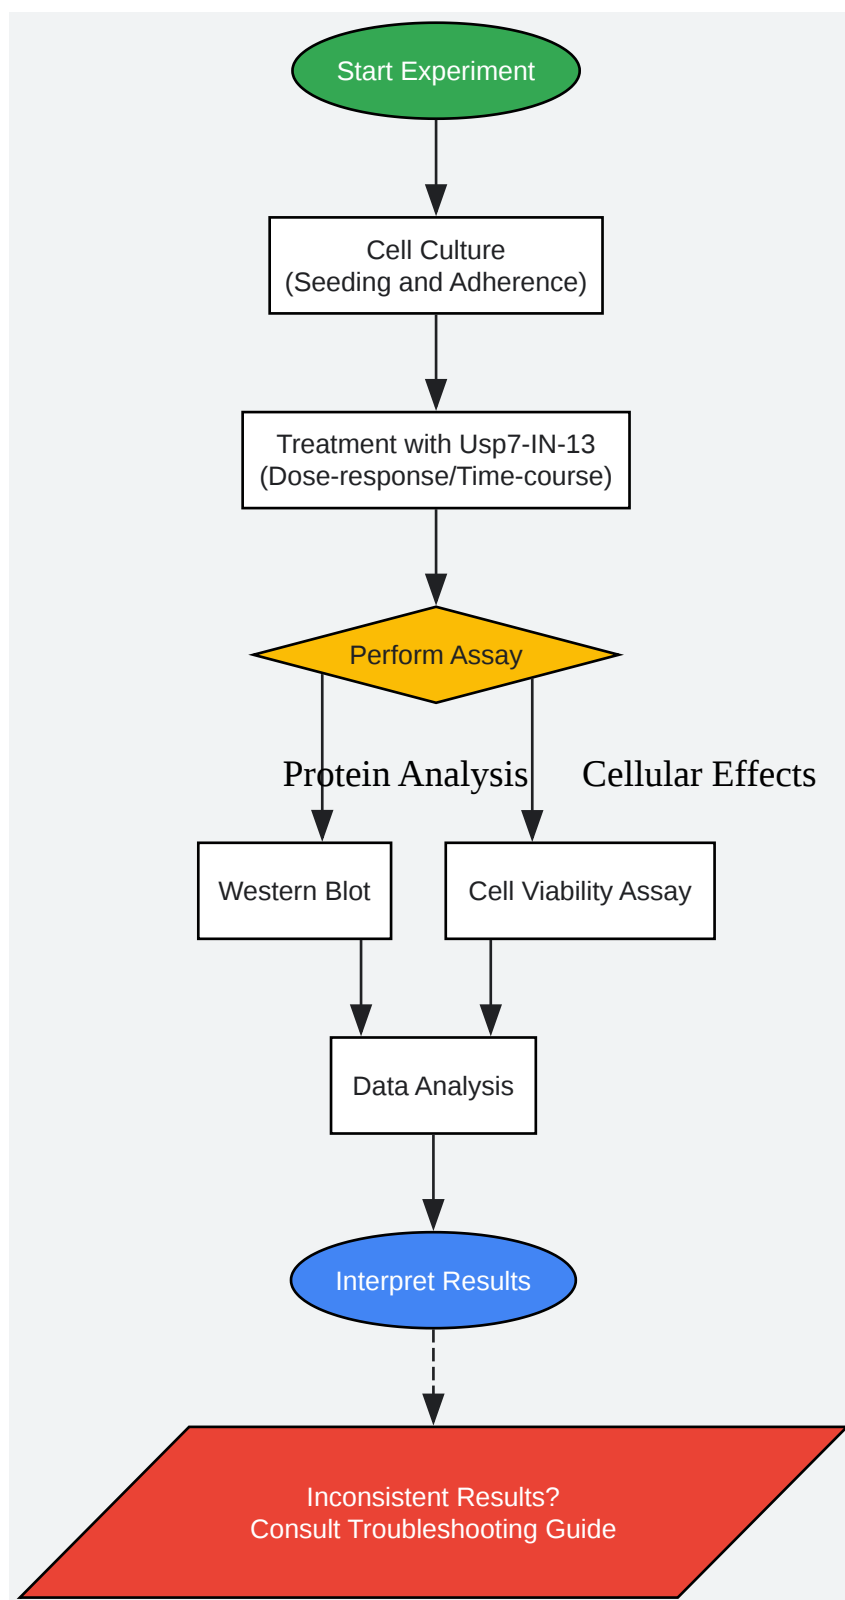 Start Experiment
Cell Culture
(Seeding and Adherence)
Treatment with Usp7-IN-13
(Dose-response/Time-course)
Perform Assay
Protein Analysis
Cellular Effects
Western Blot
Cell Viability Assay
Data Analysis
Interpret Results
Inconsistent Results?
Consult Troubleshooting Guide